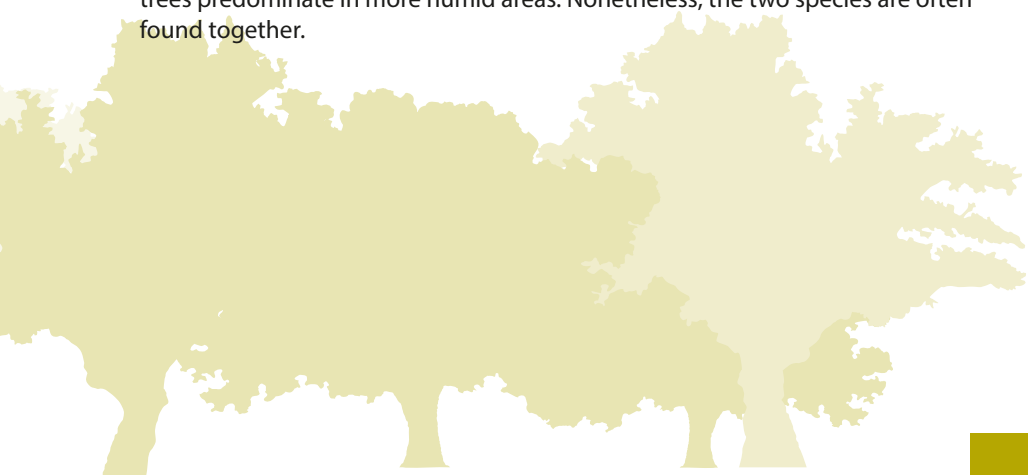 trees predominate in more humid areas. Nonetheless, the two species are often
found together.